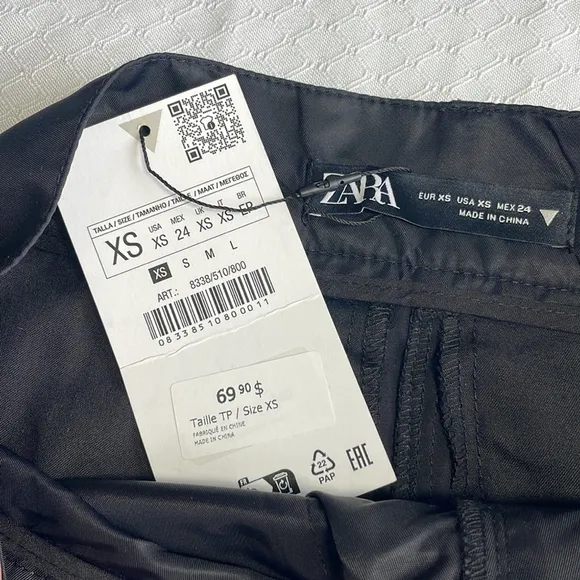 TALLA / SIZE / TAMANHO / TAILLE / MAAT / ΜΕΓΕΘΟΣ
USA MEX UK IT BR
XS XS 24 XS XS EP
XS S M L
ART.: 8338/510/800
08338510800011
69 90 $
Taille TP / Size XS
FABRIQUÉ EN CHINE
MADE IN CHINA
FR
22
PAP
EAC
ZARA
EUR XS USA XS MEX 24
MADE IN CHINA